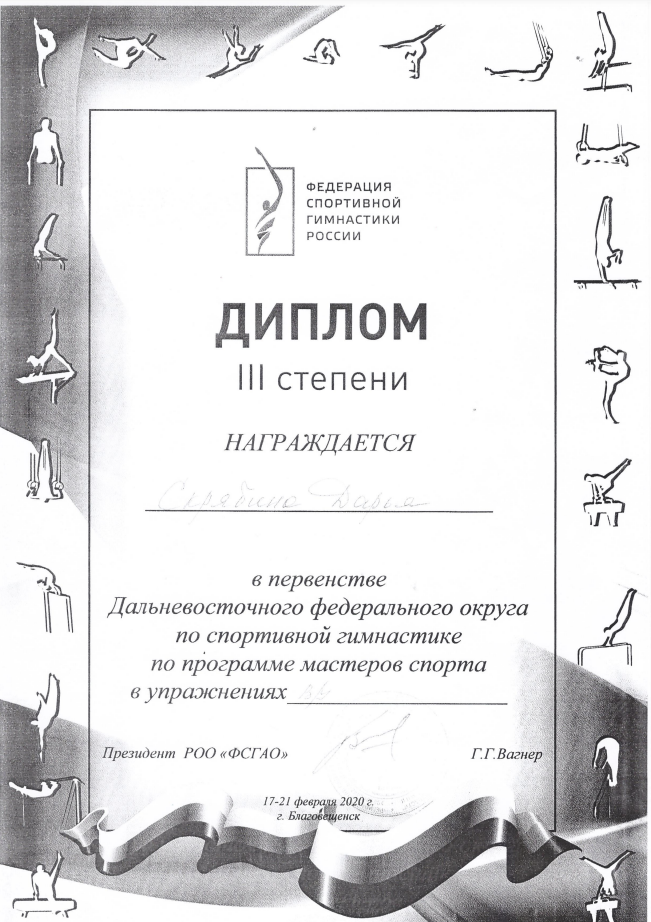 ФЕДЕРАЦИЯ
СПОРТИВНОЙ
ГИМНАСТИКИ
РОССИИ
ДИПЛОМ
III степени
НАГРАЖДАЕТСЯ
Скрябина Дарья
в первенстве
Дальневосточного федерального округа
по спортивной гимнастике
по программе мастеров спорта
в упражнениях
Президент РОО «ФСГАО» Г.Г.Вагнер
17-21 февраля 2020 г.
г. Благовещенск